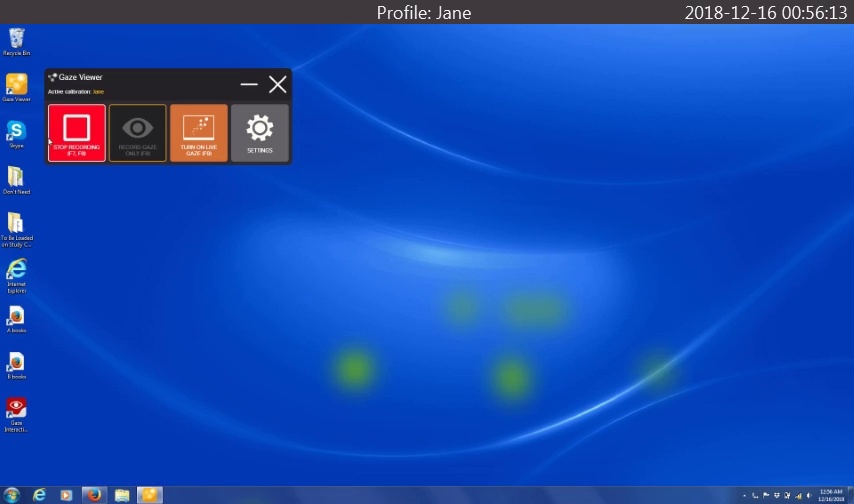 Profile: Jane
2018-12-16 00:56:13
Recycle Bin
Gaze Viewer
Skype
Don't Need
To Be Loaded
on Study C...
Internet
Explorer
A books
B books
Gaze
Interacti...
Gaze Viewer
Active calibration: Jane
STOP RECORDING
(F7, F8)
RECORD GAZE
ONLY (F8)
TURN ON LIVE
GAZE (F9)
SETTINGS
12:56 AM
12/16/2018